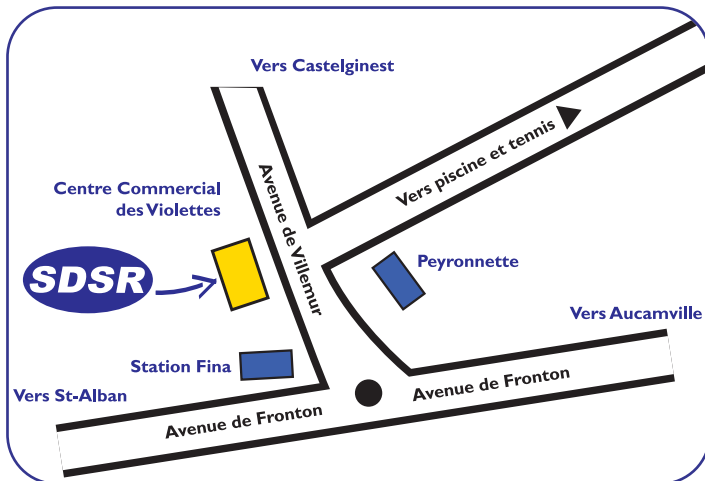 Vers Castelginest
Vers piscine et tennis
Avenue de Villemur
Centre Commercial
des Violettes
SDSR
Peyronnette
Vers Aucamville
Station Fina
Vers St-Alban
Avenue de Fronton
Avenue de Fronton